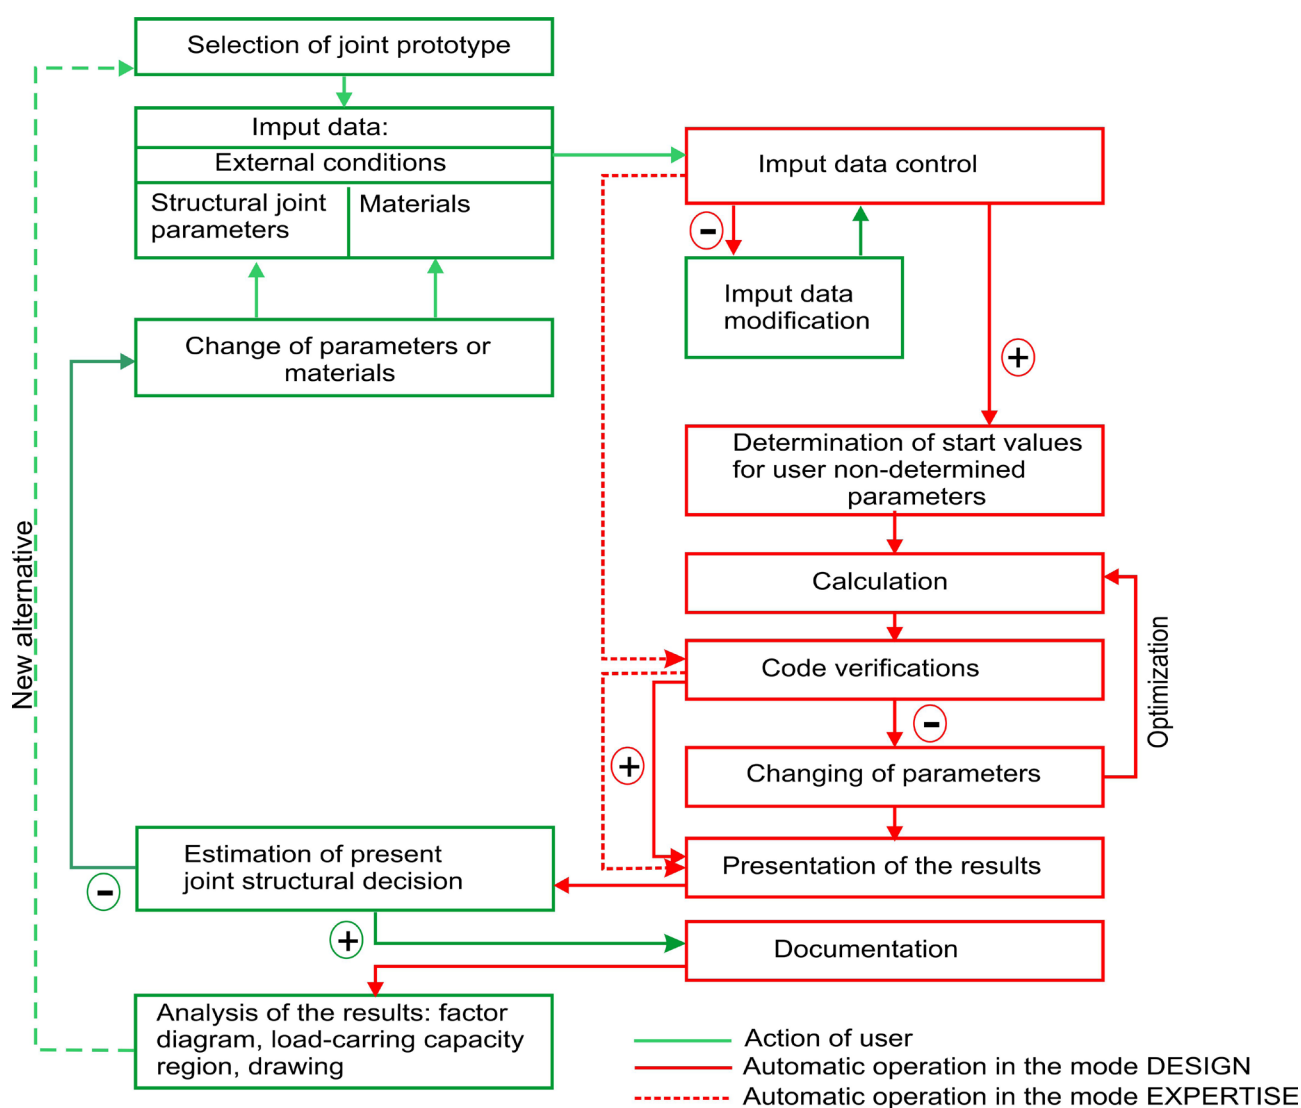 Selection of joint prototype
Imput data:
External conditions
Structural joint
parameters
Materials
Change of parameters or
materials
Imput data control
-
Imput data
modification
+
Determination of start values
for user non-determined
parameters
Calculation
Code verifications
-
+
Changing of parameters
Optimization
Presentation of the results
New alternative
Estimation of present
joint structural decision
-
+
Documentation
Analysis of the results: factor
diagram, load-carring capacity
region, drawing
Action of user
Automatic operation in the mode DESIGN
Automatic operation in the mode EXPERTISE